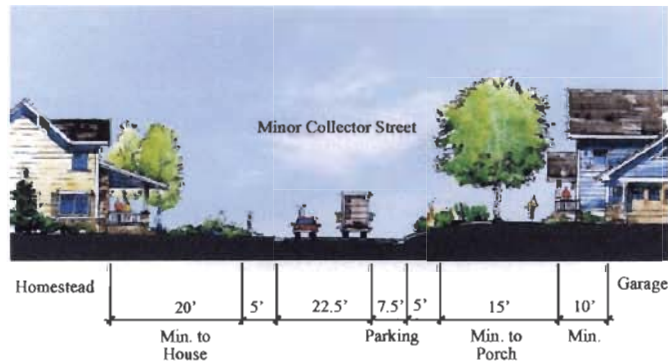 Minor Collector Street
Homestead
Garage
20' 5' 22.5' 7.5' 5' 15' 10'
Min. to House
Parking
Min. to Porch
Min.